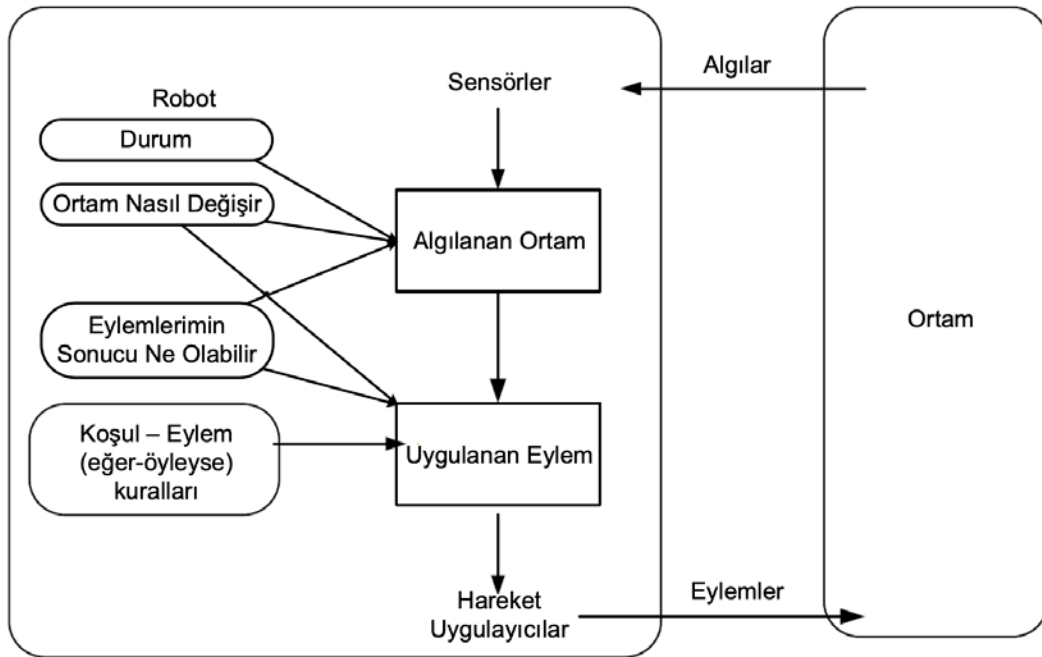 Robot
Durum
Ortam Nasıl Değişir
Eylemlerimin
Sonucu Ne Olabilir
Koşul – Eylem
(eğer-öyleyse)
kuralları
Sensörler
Algılanan Ortam
Uygulanan Eylem
Hareket
Uygulayıcılar
Algılar
Eylemler
Ortam